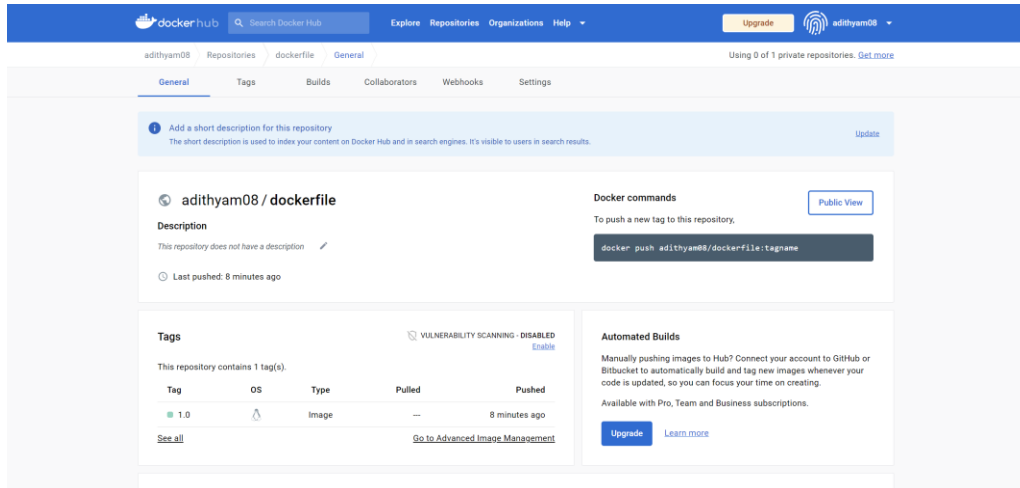 dockerhub Search Docker Hub Explore Repositories Organizations Help Upgrade adithyam08
adithyam08 Repositories dockerfile General Using 0 of 1 private repositories. Get more
General Tags Builds Collaborators Webhooks Settings
Add a short description for this repository
The short description is used to index your content on Docker Hub and in search engines. It's visible to users in search results.
Update
adithyam08 / dockerfile
Description
This repository does not have a description
Last pushed: 8 minutes ago
Docker commands
Public View
To push a new tag to this repository,
docker push adithyam08/dockerfile:tagname
Tags
VULNERABILITY SCANNING - DISABLED
Enable
This repository contains 1 tag(s).
Tag OS Type Pulled Pushed
1.0 Image --- 8 minutes ago
See all Go to Advanced Image Management
Automated Builds
Manually pushing images to Hub? Connect your account to GitHub or
Bitbucket to automatically build and tag new images whenever your
code is updated, so you can focus your time on creating.
Available with Pro, Team and Business subscriptions.
Upgrade Learn more